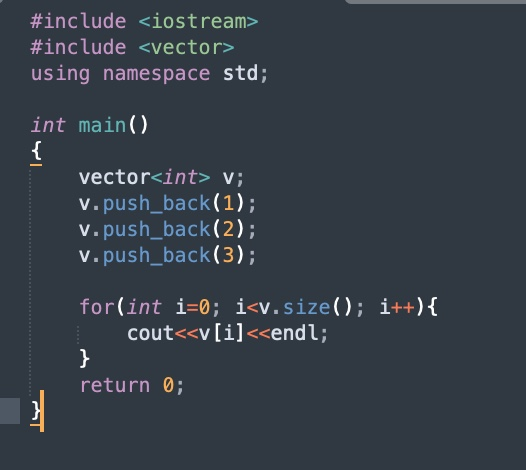 #include <iostream>
#include <vector>
using namespace std;

int main()
{
    vector<int> v;
    v.push_back(1);
    v.push_back(2);
    v.push_back(3);

    for(int i=0; i<v.size(); i++){
        cout<<v[i]<<endl;
    }
    return 0;
}